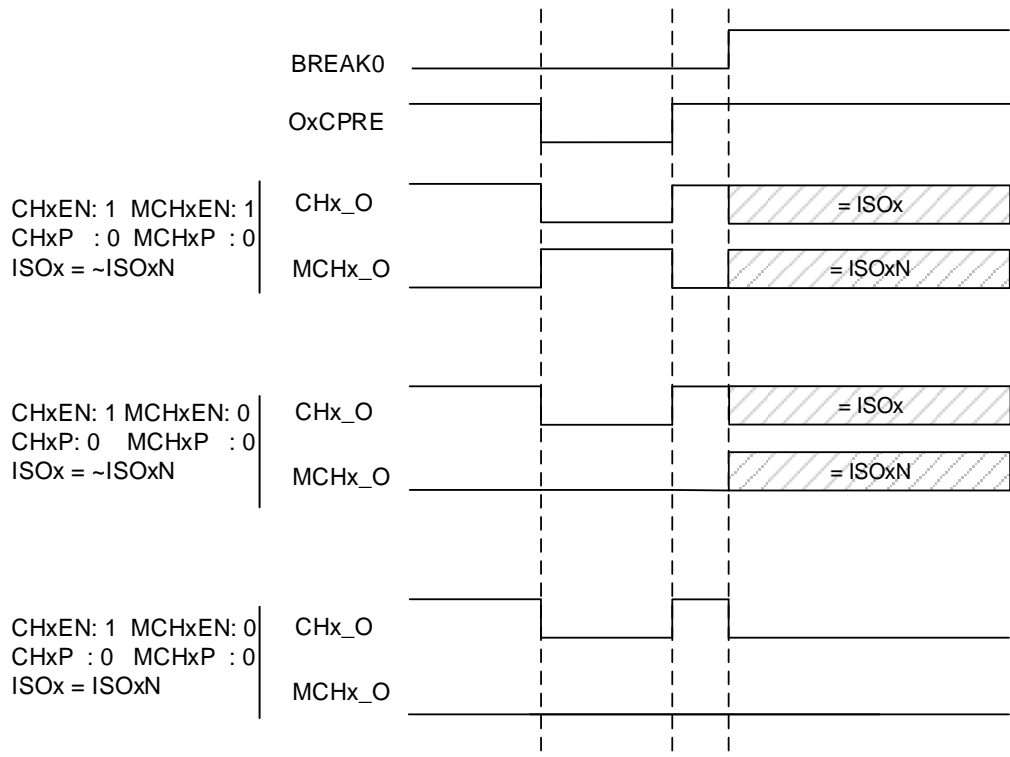 BREAK0
OxCPRE
CHxEN: 1 MCHxEN: 1
CHxP : 0 MCHxP : 0
ISOx = ~ISOxN
CHx_O
= ISOx
MCHx_O
= ISOxN
CHxEN: 1 MCHxEN: 0
CHxP: 0 MCHxP : 0
ISOx = ~ISOxN
CHx_O
= ISOx
MCHx_O
= ISOxN
CHxEN: 1 MCHxEN: 0
CHxP : 0 MCHxP : 0
ISOx = ISOxN
CHx_O
MCHx_O